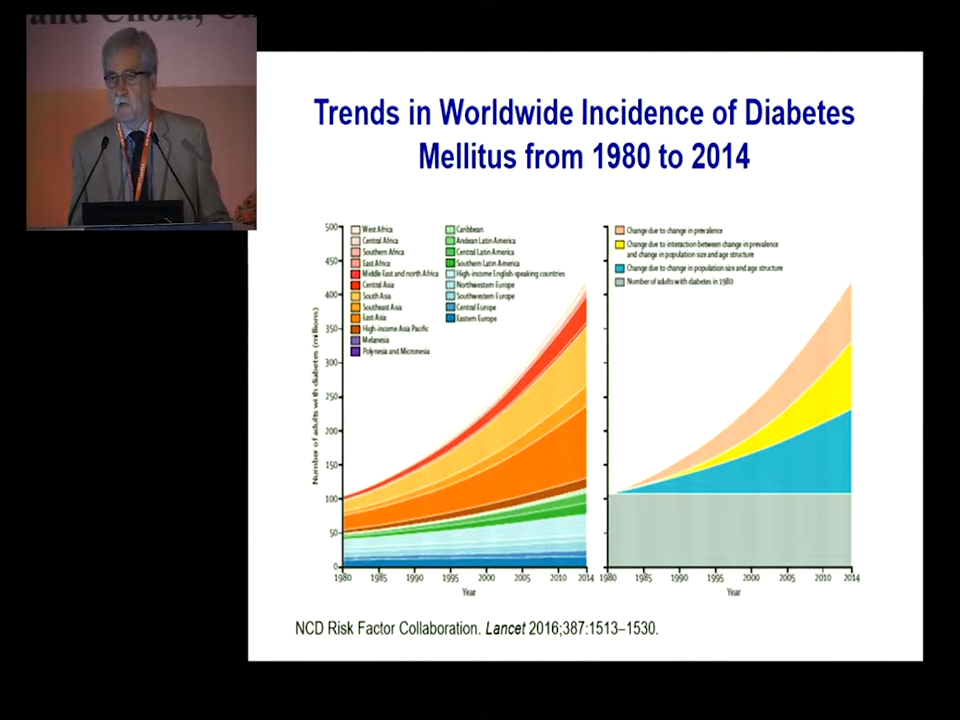 and Chola,
Trends in Worldwide Incidence of Diabetes
Mellitus from 1980 to 2014
Number of adults with diabetes (millions)
500
450
400
350
300
250
200
150
100
50
0
West Africa
Central Africa
Southern Africa
East Africa
Middle East and north Africa
Central Asia
South Asia
Southeast Asia
East Asia
High-income Asia Pacific
Melanesia
Polynesia and Micronesia
Caribbean
Andean Latin America
Central Latin America
Southern Latin America
High-income English-speaking countries
Northwestern Europe
Southwestern Europe
Central Europe
Eastern Europe
1980 1985 1990 1995 2000 2005 2010 2014
Year
Change due to change in prevalence
Change due to interaction between change in prevalence
and change in population size and age structure
Change due to change in population size and age structure
Number of adults with diabetes in 1980
1980 1985 1990 1995 2000 2005 2010 2014
Year
NCD Risk Factor Collaboration. Lancet 2016;387:1513–1530.